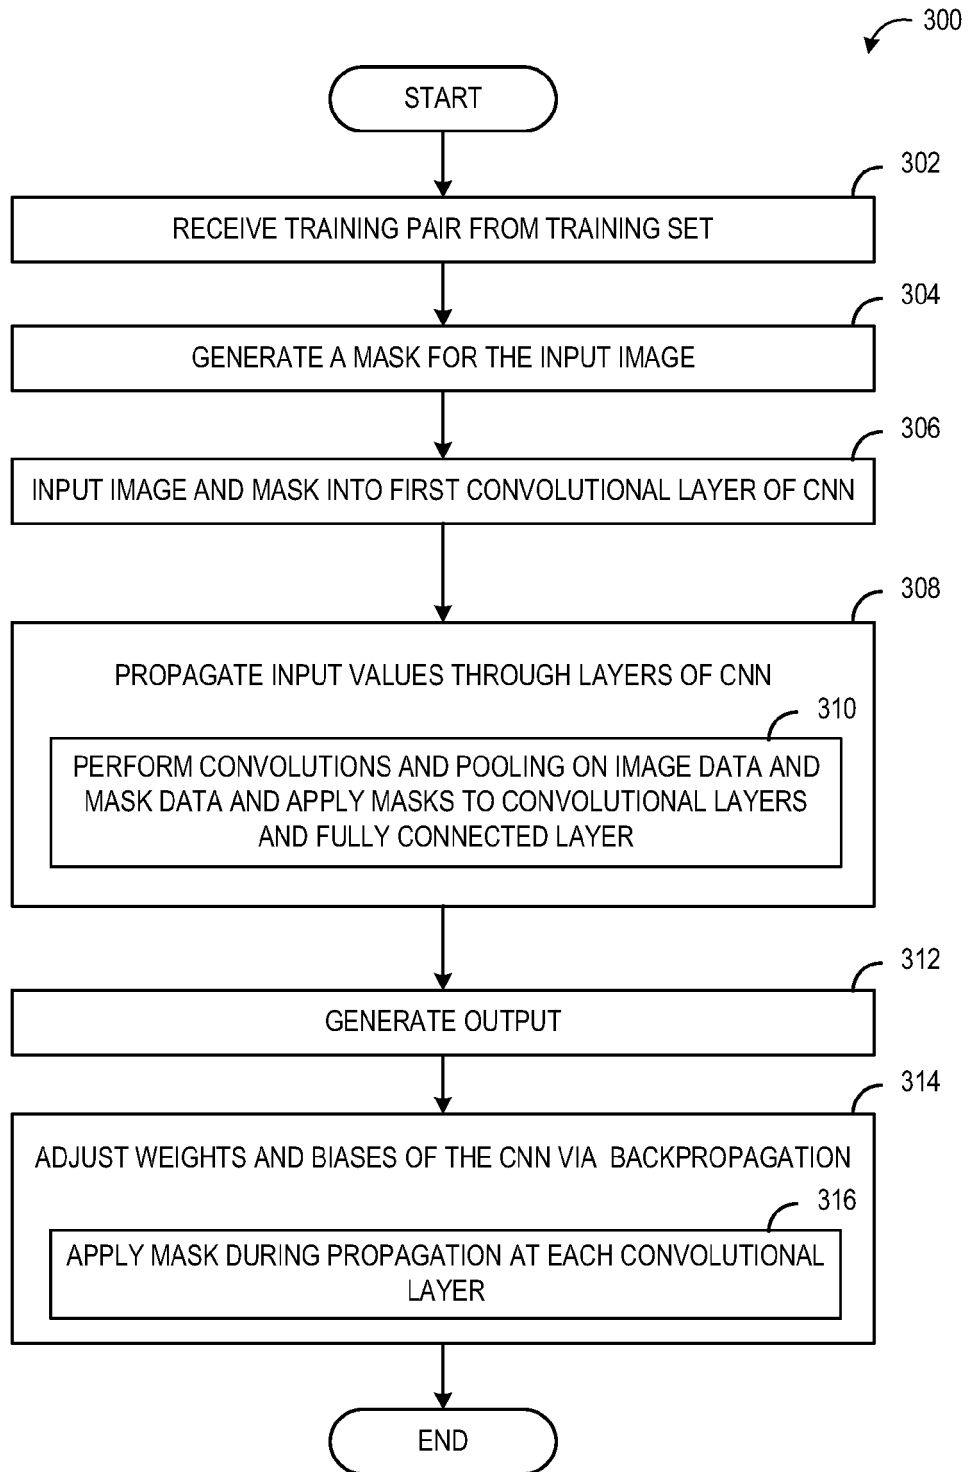 300
START
302
RECEIVE TRAINING PAIR FROM TRAINING SET
304
GENERATE A MASK FOR THE INPUT IMAGE
306
INPUT IMAGE AND MASK INTO FIRST CONVOLUTIONAL LAYER OF CNN
308
PROPAGATE INPUT VALUES THROUGH LAYERS OF CNN
310
PERFORM CONVOLUTIONS AND POOLING ON IMAGE DATA AND
MASK DATA AND APPLY MASKS TO CONVOLUTIONAL LAYERS
AND FULLY CONNECTED LAYER
312
GENERATE OUTPUT
314
ADJUST WEIGHTS AND BIASES OF THE CNN VIA BACKPROPAGATION
316
APPLY MASK DURING PROPAGATION AT EACH CONVOLUTIONAL
LAYER
END